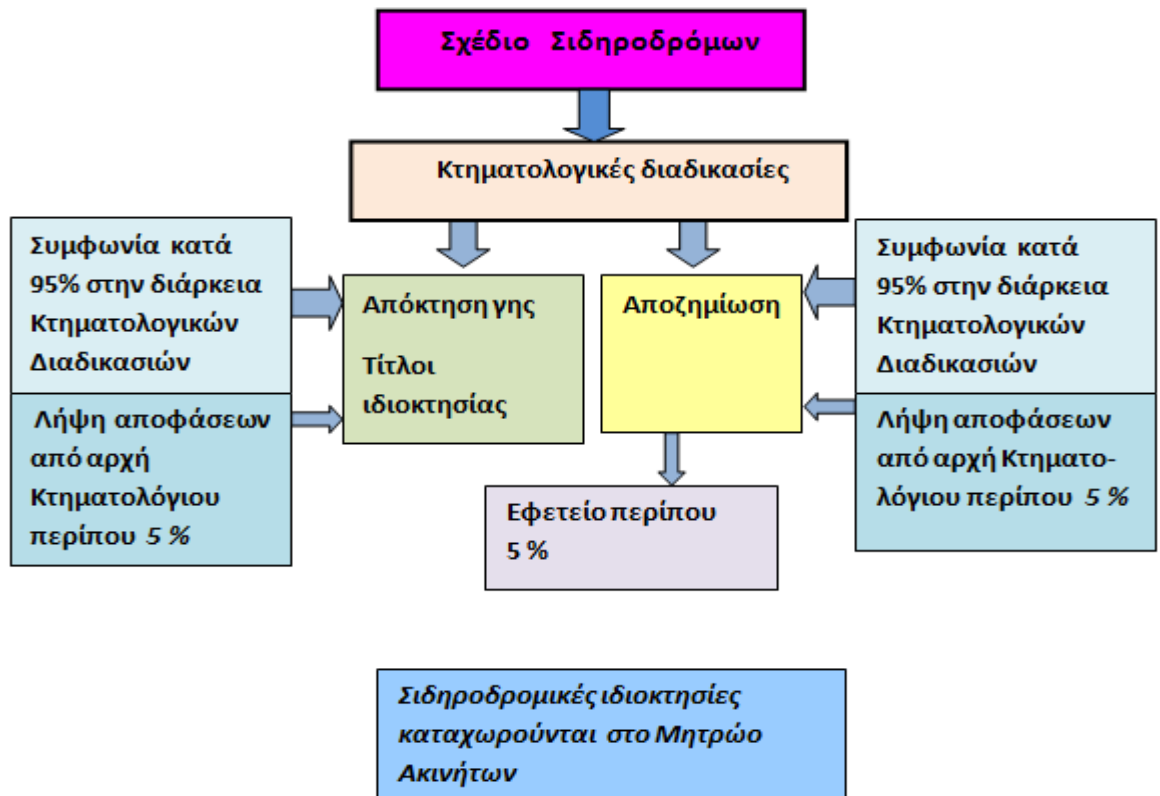 Σχέδιο Σιδηροδρόμων
Κτηματολογικές διαδικασίες
Συμφωνία κατά
95% στην διάρκεια
Κτηματολογικών
Διαδικασιών
Λήψη αποφάσεων
από αρχή
Κτηματολόγιου
περίπου 5 %
Απόκτηση γης
Τίτλοι
ιδιοκτησίας
Αποζημίωση
Συμφωνία κατά
95% στην διάρκεια
Κτηματολογικών
Διαδικασιών
Λήψη αποφάσεων
από αρχή Κτηματο-
λόγιου περίπου 5 %
Εφετείο περίπου
5 %
Σιδηροδρομικές ιδιοκτησίες
καταχωρούνται στο Μητρώο
Ακινήτων